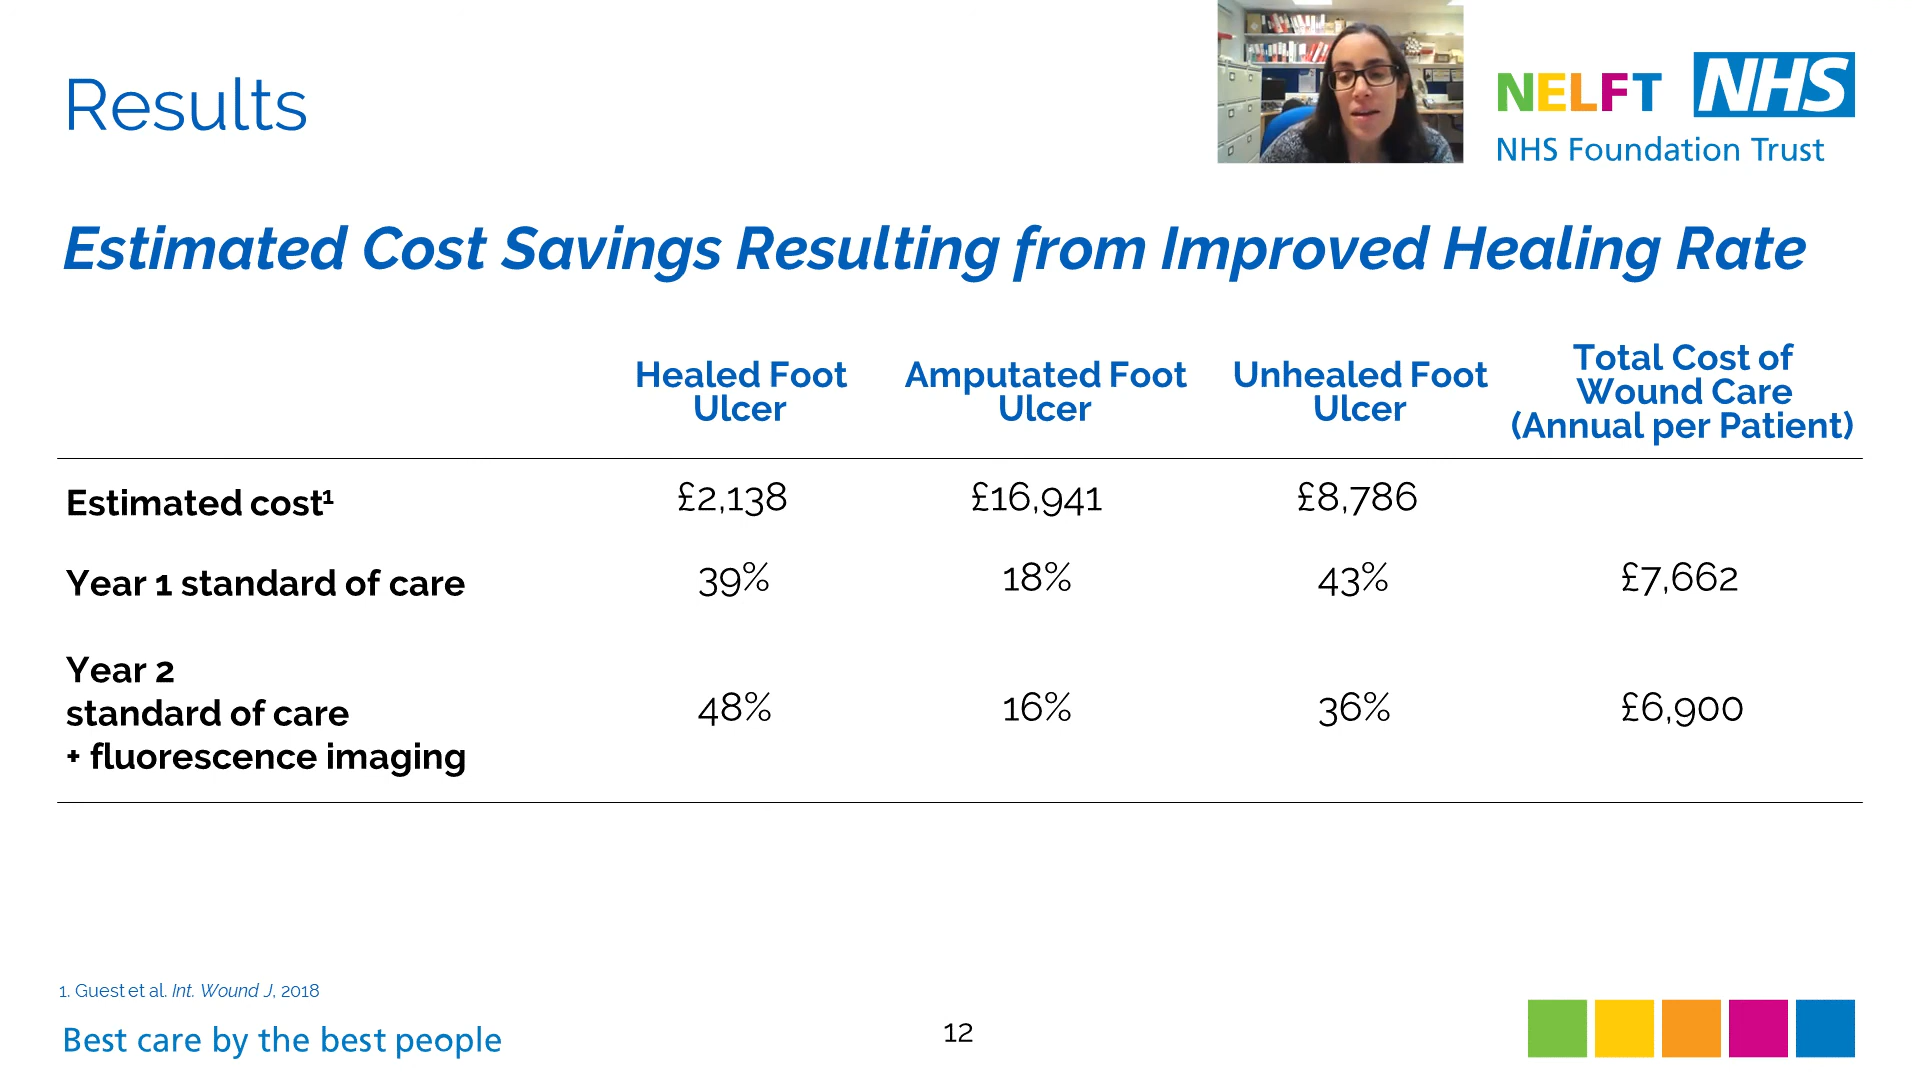 Results
NELFT NHS
NHS Foundation Trust
Estimated Cost Savings Resulting from Improved Healing Rate
Healed Foot Ulcer Amputated Foot Ulcer Unhealed Foot Ulcer Total Cost of Wound Care (Annual per Patient)
Estimated cost¹ £2,138 £16,941 £8,786
Year 1 standard of care 39% 18% 43% £7,662
Year 2
standard of care 48% 16% 36% £6,900
+ fluorescence imaging
1. Guest et al. Int. Wound J, 2018
Best care by the best people
12